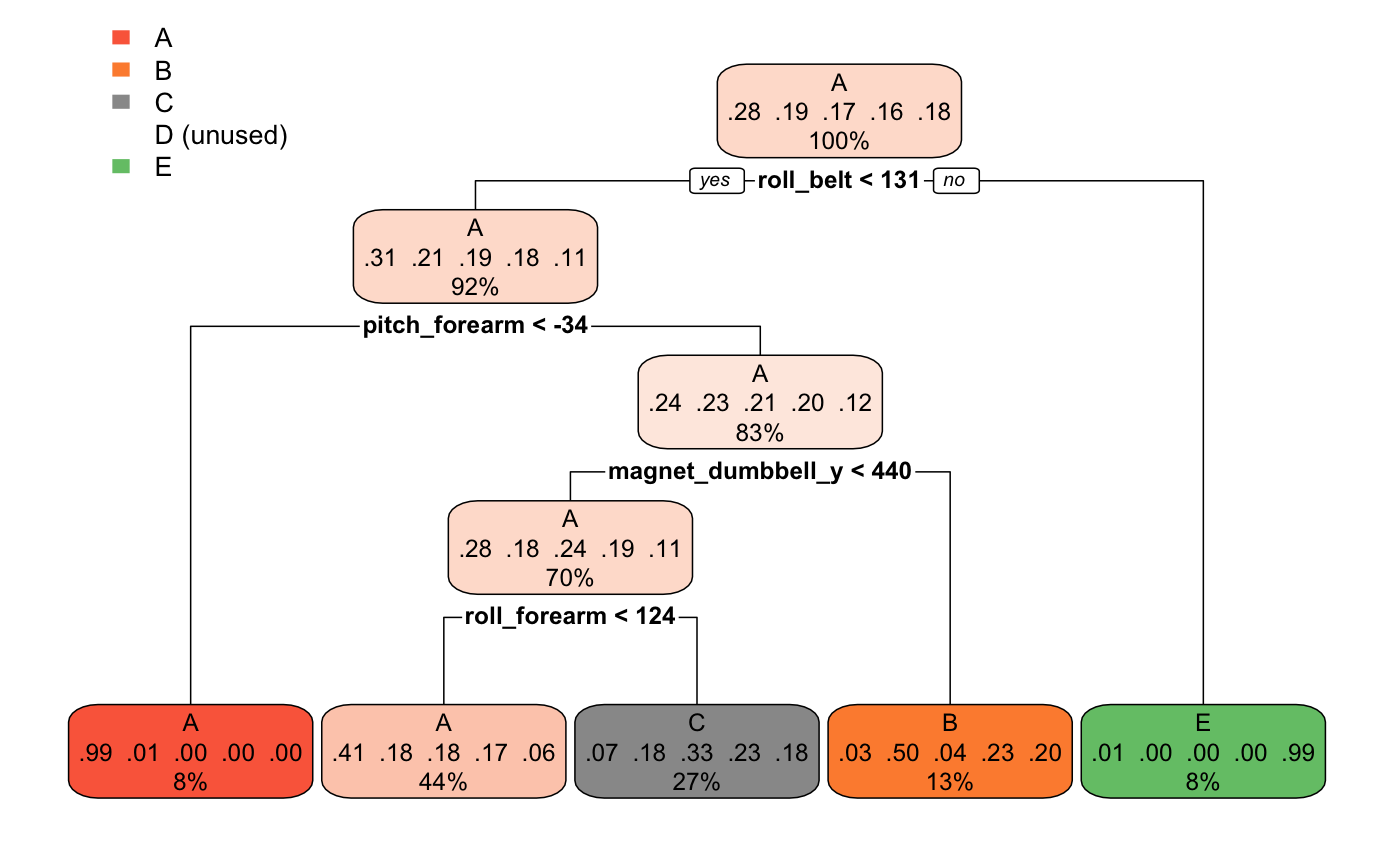 A
B
C
D (unused)
E
A
.28 .19 .17 .16 .18
100%
yes roll_belt < 131 no
A
.31 .21 .19 .18 .11
92%
pitch_forearm < -34
A
.24 .23 .21 .20 .12
83%
magnet_dumbbell_y < 440
A
.28 .18 .24 .19 .11
70%
roll_forearm < 124
A
.99 .01 .00 .00 .00
8%
A
.41 .18 .18 .17 .06
44%
C
.07 .18 .33 .23 .18
27%
B
.03 .50 .04 .23 .20
13%
E
.01 .00 .00 .00 .99
8%